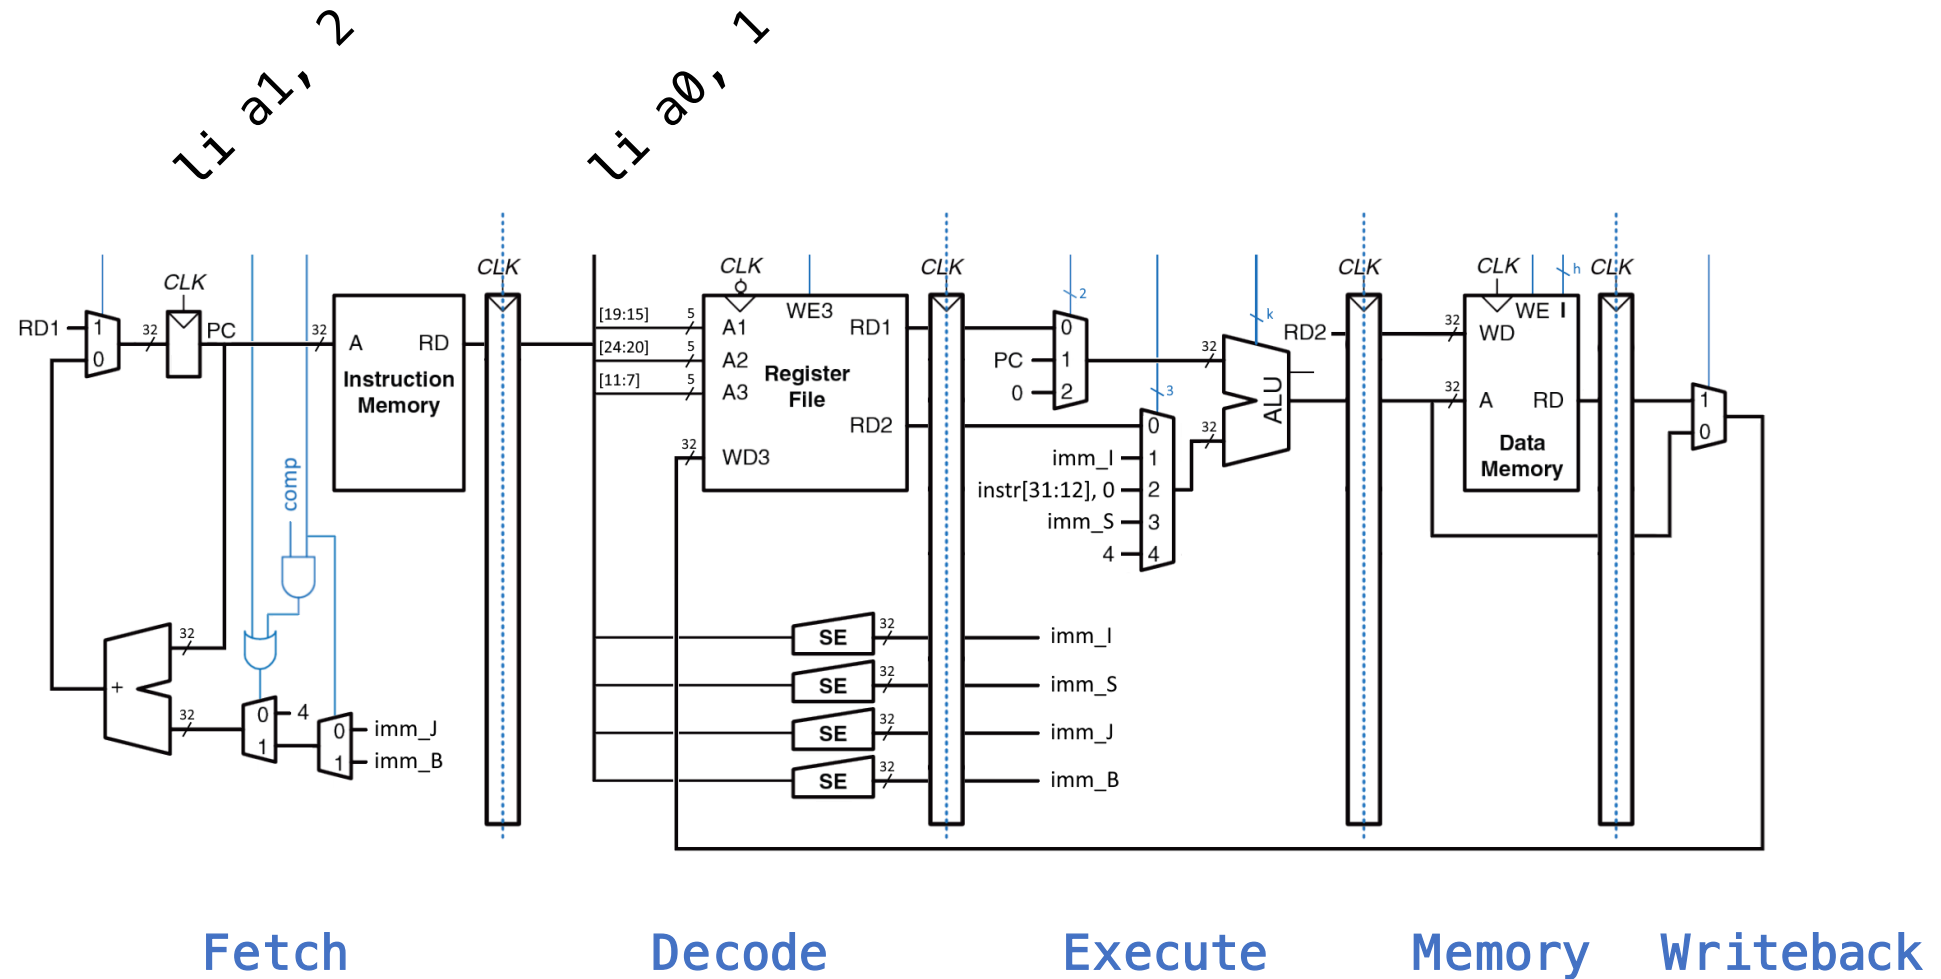 li a1, 2
li a0, 1
CLK
CLK
CLK
CLK
CLK
CLK
CLK
2
k
h
RD1
1
0
32
PC
32
A
RD
Instruction
Memory
[19:15]
5
A1
[24:20]
5
A2
[11:7]
5
A3
32
WD3
WE3
RD1
Register
File
RD2
0
PC
1
0
2
3
0
imm_I
1
instr[31:12], 0
2
imm_S
3
4
4
32
32
ALU
RD2
32
WD
WE
I
32
A
RD
Data
Memory
1
0
comp
+
32
32
0
4
1
0
imm_J
1
imm_B
SE
32
imm_I
SE
32
imm_S
SE
32
imm_J
SE
32
imm_B
Fetch
Decode
Execute
Memory
Writeback